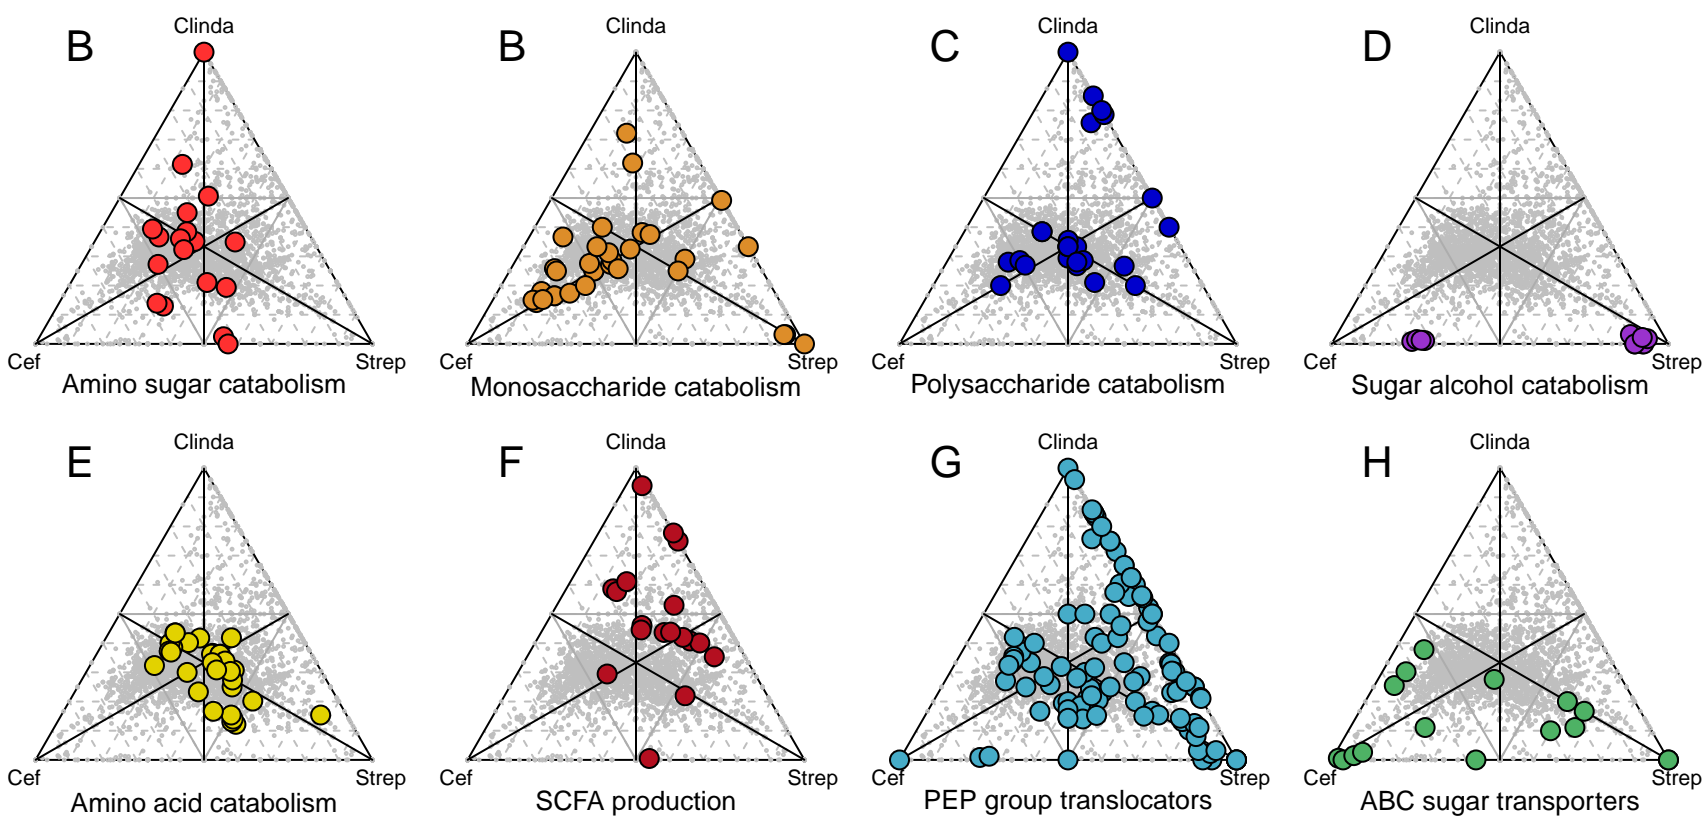 B
Clinda
Cef
Strep
Amino sugar catabolism
B
Clinda
Cef
Strep
Monosaccharide catabolism
C
Clinda
Cef
Strep
Polysaccharide catabolism
D
Clinda
Cef
Strep
Sugar alcohol catabolism
E
Clinda
Cef
Strep
Amino acid catabolism
F
Clinda
Cef
Strep
SCFA production
G
Clinda
Cef
Strep
PEP group translocators
H
Clinda
Cef
Strep
ABC sugar transporters